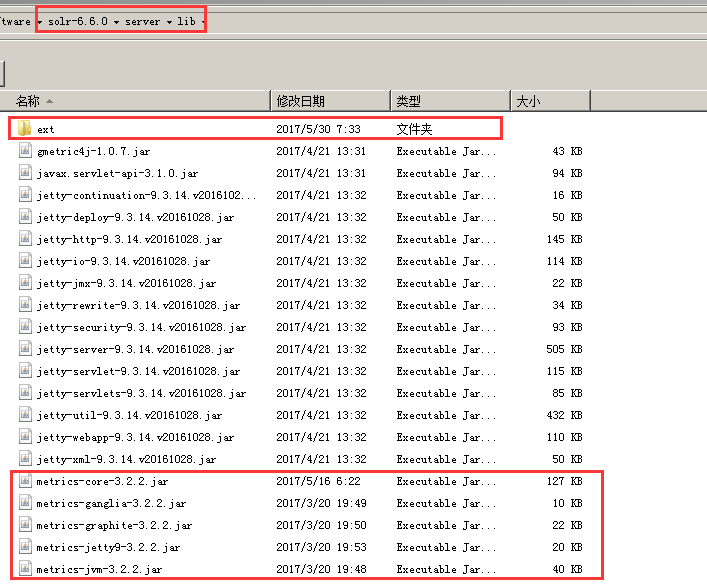 tware solr-6.6.0 server lib
名称 修改日期 类型 大小
ext 2017/5/30 7:33 文件夹
gmetric4j-1.0.7.jar 2017/4/21 13:31 Executable Jar... 43 KB
javax.servlet-api-3.1.0.jar 2017/4/21 13:31 Executable Jar... 94 KB
jetty-continuation-9.3.14.v2016102... 2017/4/21 13:32 Executable Jar... 16 KB
jetty-deploy-9.3.14.v20161028.jar 2017/4/21 13:32 Executable Jar... 50 KB
jetty-http-9.3.14.v20161028.jar 2017/4/21 13:32 Executable Jar... 145 KB
jetty-io-9.3.14.v20161028.jar 2017/4/21 13:32 Executable Jar... 114 KB
jetty-jmx-9.3.14.v20161028.jar 2017/4/21 13:32 Executable Jar... 22 KB
jetty-rewrite-9.3.14.v20161028.jar 2017/4/21 13:32 Executable Jar... 34 KB
jetty-security-9.3.14.v20161028.jar 2017/4/21 13:32 Executable Jar... 93 KB
jetty-server-9.3.14.v20161028.jar 2017/4/21 13:32 Executable Jar... 505 KB
jetty-servlet-9.3.14.v20161028.jar 2017/4/21 13:32 Executable Jar... 115 KB
jetty-servlets-9.3.14.v20161028.jar 2017/4/21 13:32 Executable Jar... 85 KB
jetty-util-9.3.14.v20161028.jar 2017/4/21 13:32 Executable Jar... 432 KB
jetty-webapp-9.3.14.v20161028.jar 2017/4/21 13:32 Executable Jar... 110 KB
jetty-xml-9.3.14.v20161028.jar 2017/4/21 13:32 Executable Jar... 50 KB
metrics-core-3.2.2.jar 2017/5/16 6:22 Executable Jar... 127 KB
metrics-ganglia-3.2.2.jar 2017/3/20 19:49 Executable Jar... 10 KB
metrics-graphite-3.2.2.jar 2017/3/20 19:50 Executable Jar... 22 KB
metrics-jetty9-3.2.2.jar 2017/3/20 19:53 Executable Jar... 20 KB
metrics-jvm-3.2.2.jar 2017/3/20 19:48 Executable Jar... 40 KB